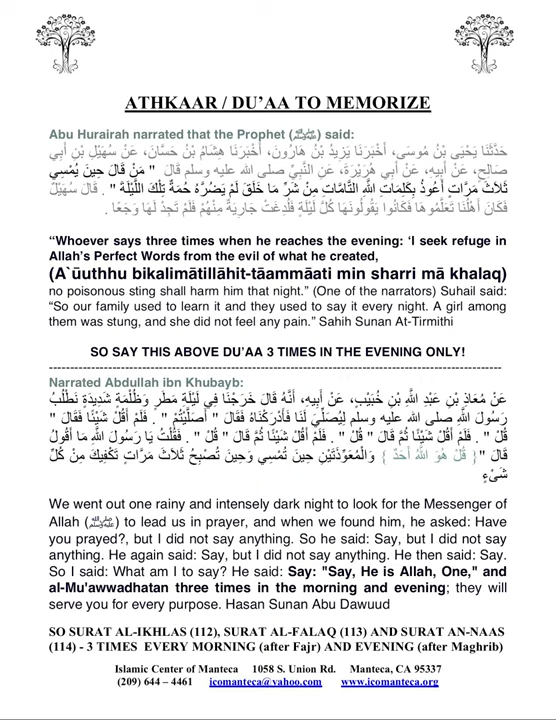 ATHKAAR / DU'AA TO MEMORIZE
Abu Hurairah narrated that the Prophet (ﷺ) said:
حَدَّثَنَا يَحْيَى بْنُ مُوسَى، أَخْبَرَنَا يَزِيدُ بْنُ هَارُونَ، أَخْبَرَنَا هِشَامُ بْنُ حَسَّانَ، عَنْ سُهَيْلِ بْنِ أَبِي
صَالِحٍ، عَنْ أَبِيهِ، عَنْ أَبِي هُرَيْرَةَ، عَنِ النَّبِيِّ صلى الله عليه وسلم قَالَ " مَنْ قَالَ حِينَ يُمْسِي
ثَلاَثَ مَرَّاتٍ أَعُوذُ بِكَلِمَاتِ اللَّهِ التَّامَّاتِ مِنْ شَرِّ مَا خَلَقَ لَمْ يَضُرَّهُ حُمَةٌ تِلْكَ اللَّيْلَةَ " . قَالَ سُهَيْلٌ
فَكَانَ أَهْلُنَا تَعَلَّمُوهَا فَكَانُوا يَقُولُونَهَا كُلَّ لَيْلَةٍ فَلُدِغَتْ جَارِيَةٌ مِنْهُمْ فَلَمْ تَجِدْ لَهَا وَجَعًا .
“Whoever says three times when he reaches the evening: ‘I seek refuge in
Allah's Perfect Words from the evil of what he created,
(A`ūuthhu bikalimātillāhit-tāammāati min sharri mā khalaq)
no poisonous sting shall harm him that night.” (One of the narrators) Suhail said:
“So our family used to learn it and they used to say it every night. A girl among
them was stung, and she did not feel any pain.” Sahih Sunan At-Tirmithi
SO SAY THIS ABOVE DU'AA 3 TIMES IN THE EVENING ONLY!
Narrated Abdullah ibn Khubayb:
عَنْ مُعَاذِ بْنِ عَبْدِ اللَّهِ بْنِ خُبَيْبٍ، عَنْ أَبِيهِ، أَنَّهُ قَالَ خَرَجْنَا فِي لَيْلَةِ مَطَرٍ وَظُلْمَةٍ شَدِيدَةٍ نَطْلُبُ
رَسُولَ اللَّهِ صلى الله عليه وسلم لِيُصَلِّيَ لَنَا فَأَدْرَكْنَاهُ فَقَالَ " أَصَلَّيْتُمْ " . فَلَمْ أَقُلْ شَيْئًا فَقَالَ "
قُلْ " . فَلَمْ أَقُلْ شَيْئًا ثُمَّ قَالَ " قُلْ " . فَلَمْ أَقُلْ شَيْئًا ثُمَّ قَالَ " قُلْ " . فَقُلْتُ يَا رَسُولَ اللَّهِ مَا أَقُولُ
قَالَ "{ قُلْ هُوَ اللَّهُ أَحَدٌ } وَالْمُعَوِّذَتَيْنِ حِينَ تُمْسِي وَحِينَ تُصْبِحُ ثَلاَثَ مَرَّاتٍ تَكْفِيكَ مِنْ كُلِّ
شَىْءٍ
We went out one rainy and intensely dark night to look for the Messenger of
Allah (ﷺ) to lead us in prayer, and when we found him, he asked: Have
you prayed?, but I did not say anything. So he said: Say, but I did not say
anything. He again said: Say, but I did not say anything. He then said: Say.
So I said: What am I to say? He said: Say: "Say, He is Allah, One," and
al-Mu'awwadhatan three times in the morning and evening; they will
serve you for every purpose. Hasan Sunan Abu Dawuud
SO SURAT AL-IKHLAS (112), SURAT AL-FALAQ (113) AND SURAT AN-NAAS
(114) - 3 TIMES EVERY MORNING (after Fajr) AND EVENING (after Maghrib)
Islamic Center of Manteca 1058 S. Union Rd. Manteca, CA 95337
(209) 644 – 4461 icomanteca@yahoo.com www.icomanteca.org